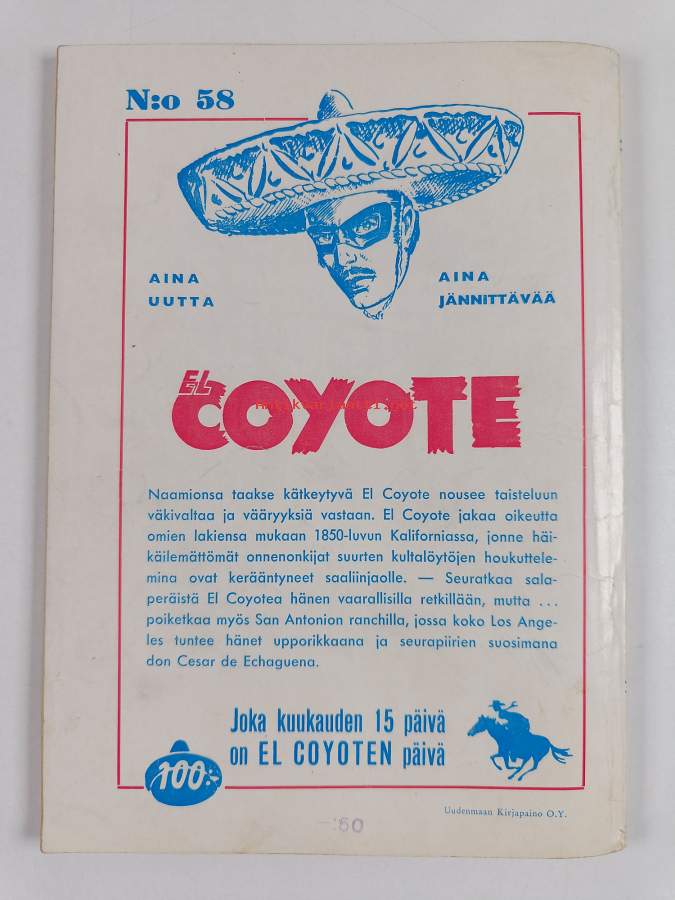 N:o 58
AINA
UUTTA
AINA
JÄNNITTÄVÄÄ
EL
COYOTE
Naamionsa taakse kätkeytyvä El Coyote nousee taisteluun
väkivaltaa ja vääryyksiä vastaan. El Coyote jakaa oikeutta
omien lakiensa mukaan 1850-luvun Kaliforniassa, jonne häi-
käilemättömät onnenonkijat suurten kultalöytöjen houkuttele-
mina ovat kerääntyneet saaliinjaolle. — Seuratkaa sala-
peräistä El Coyotea hänen vaarallisilla retkillään, mutta ...
poiketkaa myös San Antonion ranchilla, jossa koko Los Ange-
les tuntee hänet upporikkaana ja seurapiirien suosimana
don Cesar de Echaguena.
Joka kuukauden 15 päivä
on EL COYOTEN päivä
100:-
Uudenmaan Kirjapaino O.Y.
-:60